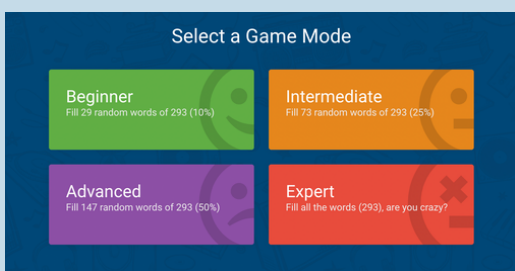 Select a Game Mode
Beginner
Fill 29 random words of 293 (10%)
Intermediate
Fill 73 random words of 293 (25%)
Advanced
Fill 147 random words of 293 (50%)
Expert
Fill all the words (293), are you crazy?